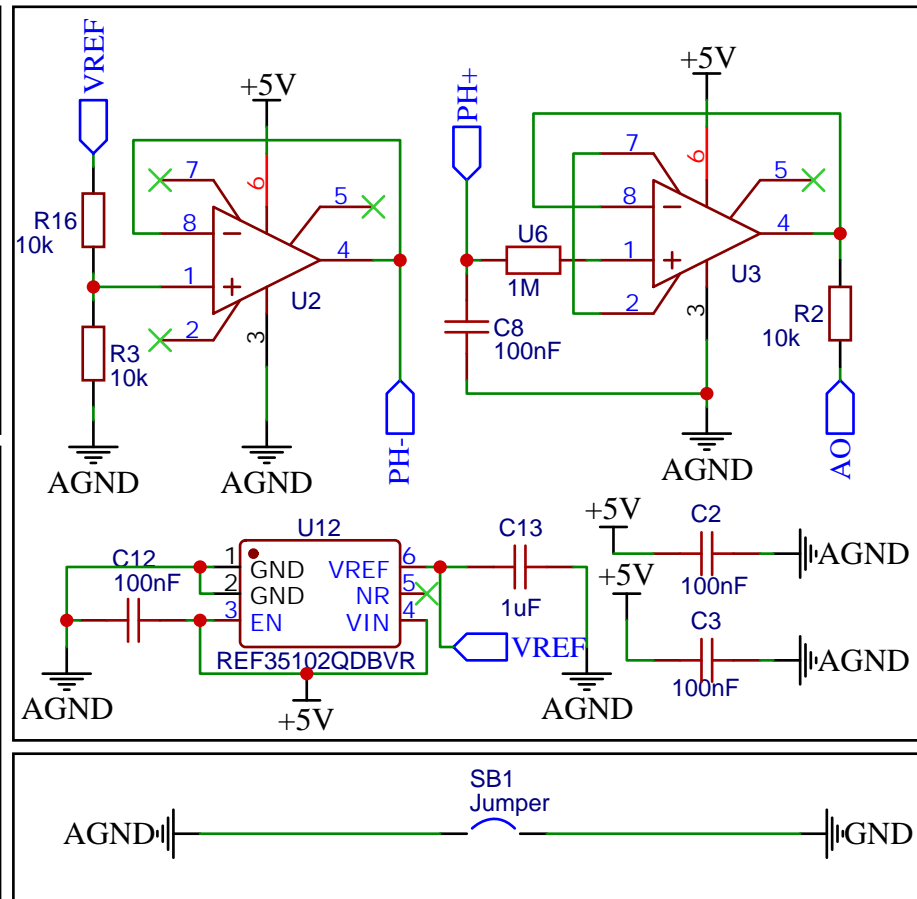 VREF
+5V
R16
10k
R3
10k
7
8
1
2
6
5
4
3
U2
AGND
AGND
PH-
PH+
+5V
U6
1M
C8
100nF
7
8
1
2
6
5
4
3
U3
R2
10k
AO
AGND
U12
C12
100nF
1
2
3
GND
GND
EN
VREF
NR
VIN
6
5
4
REF35102QDBVR
+5V
AGND
C13
1uF
VREF
AGND
+5V
C2
100nF
AGND
+5V
C3
100nF
AGND
SB1
Jumper
AGND
GND